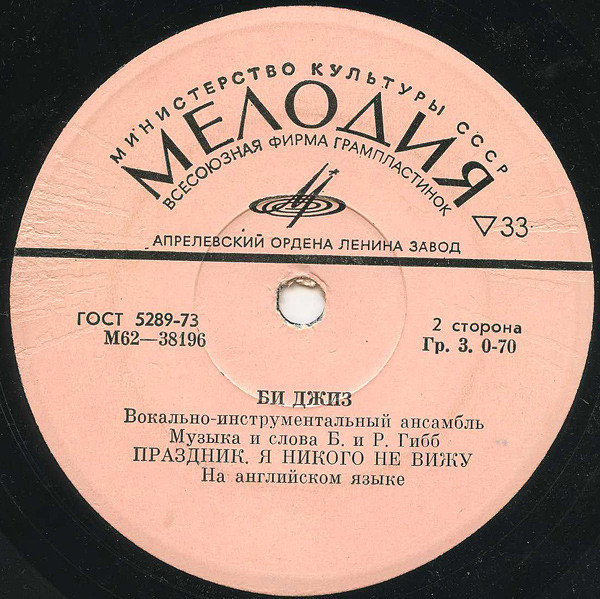 МИНИСТЕРСТВО КУЛЬТУРЫ СССР
МЕЛОДИЯ
ВСЕСОЮЗНАЯ ФИРМА ГРАМПЛАСТИНОК
33
АПРЕЛЕВСКИЙ ОРДЕНА ЛЕНИНА ЗАВОД
ГОСТ 5289-73
М62—38196
2 сторона
Гр. 3. 0-70
БИ ДЖИЗ
Вокально-инструментальный ансамбль
Музыка и слова Б. и Р. Гибб
ПРАЗДНИК. Я НИКОГО НЕ ВИЖУ
На английском языке